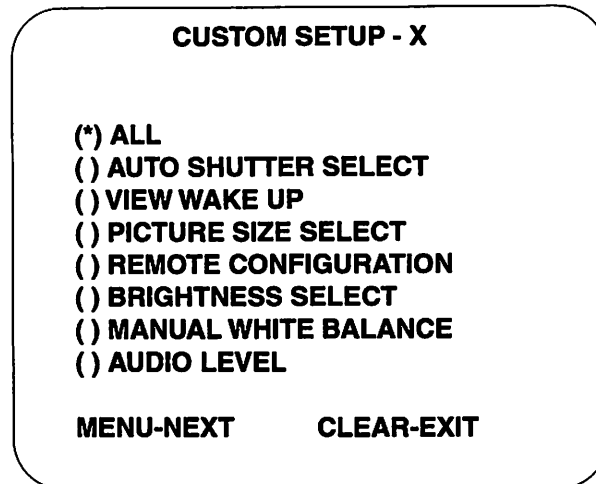 CUSTOM SETUP - X
(*) ALL
( ) AUTO SHUTTER SELECT
( ) VIEW WAKE UP
( ) PICTURE SIZE SELECT
( ) REMOTE CONFIGURATION
( ) BRIGHTNESS SELECT
( ) MANUAL WHITE BALANCE
( ) AUDIO LEVEL
MENU-NEXT CLEAR-EXIT